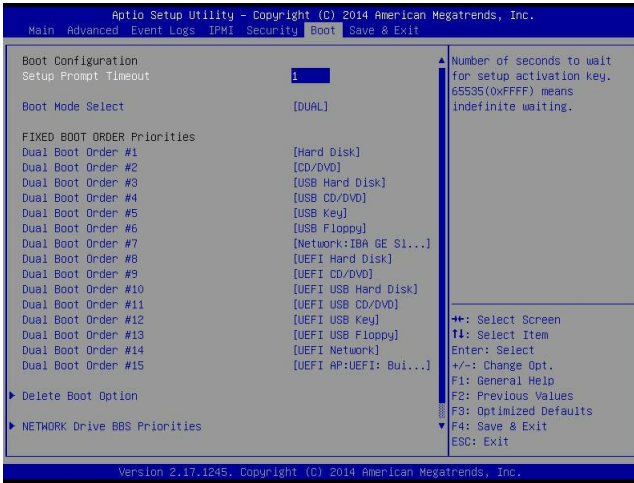 Aptio Setup Utility – Copyright (C) 2014 American Megatrends, Inc.
Main Advanced Event Logs IPMI Security Boot Save & Exit
Boot Configuration
Setup Prompt Timeout 1
Boot Mode Select [DUAL]
FIXED BOOT ORDER Priorities
Dual Boot Order #1 [Hard Disk]
Dual Boot Order #2 [CD/DVD]
Dual Boot Order #3 [USB Hard Disk]
Dual Boot Order #4 [USB CD/DVD]
Dual Boot Order #5 [USB Key]
Dual Boot Order #6 [USB Floppy]
Dual Boot Order #7 [Network:IBA GE Sl...]
Dual Boot Order #8 [UEFI Hard Disk]
Dual Boot Order #9 [UEFI CD/DVD]
Dual Boot Order #10 [UEFI USB Hard Disk]
Dual Boot Order #11 [UEFI USB CD/DVD]
Dual Boot Order #12 [UEFI USB Key]
Dual Boot Order #13 [UEFI USB Floppy]
Dual Boot Order #14 [UEFI Network]
Dual Boot Order #15 [UEFI AP:UEFI: Bui...]
▶ Delete Boot Option
▶ NETWORK Drive BBS Priorities
Number of seconds to wait
for setup activation key.
65535(0xFFFF) means
indefinite waiting.
→←: Select Screen
↑↓: Select Item
Enter: Select
+/-: Change Opt.
F1: General Help
F2: Previous Values
F3: Optimized Defaults
F4: Save & Exit
ESC: Exit
Version 2.17.1245. Copyright (C) 2014 American Megatrends, Inc.